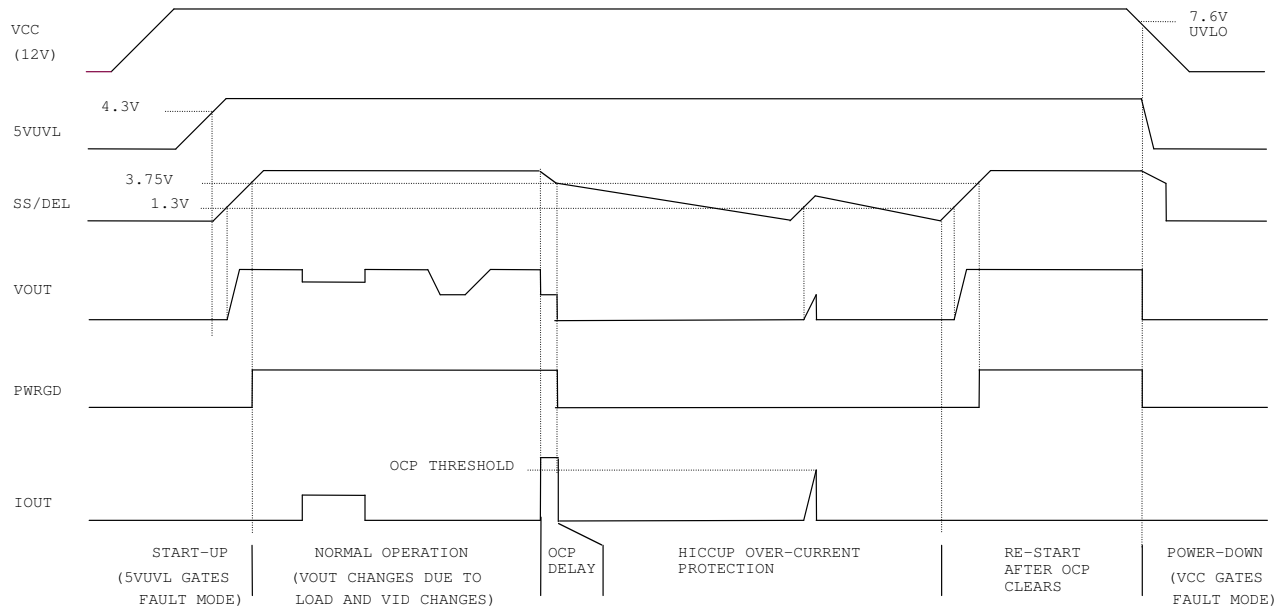 VCC
(12V)
7.6V
UVLO
4.3V
5VUVL
3.75V
SS/DEL
1.3V
VOUT
PWRGD
OCP THRESHOLD
IOUT
START-UP
(5VUVL GATES
FAULT MODE)
NORMAL OPERATION
(VOUT CHANGES DUE TO
LOAD AND VID CHANGES)
OCP
DELAY
HICCUP OVER-CURRENT
PROTECTION
RE-START
AFTER OCP
CLEARS
POWER-DOWN
(VCC GATES
FAULT MODE)